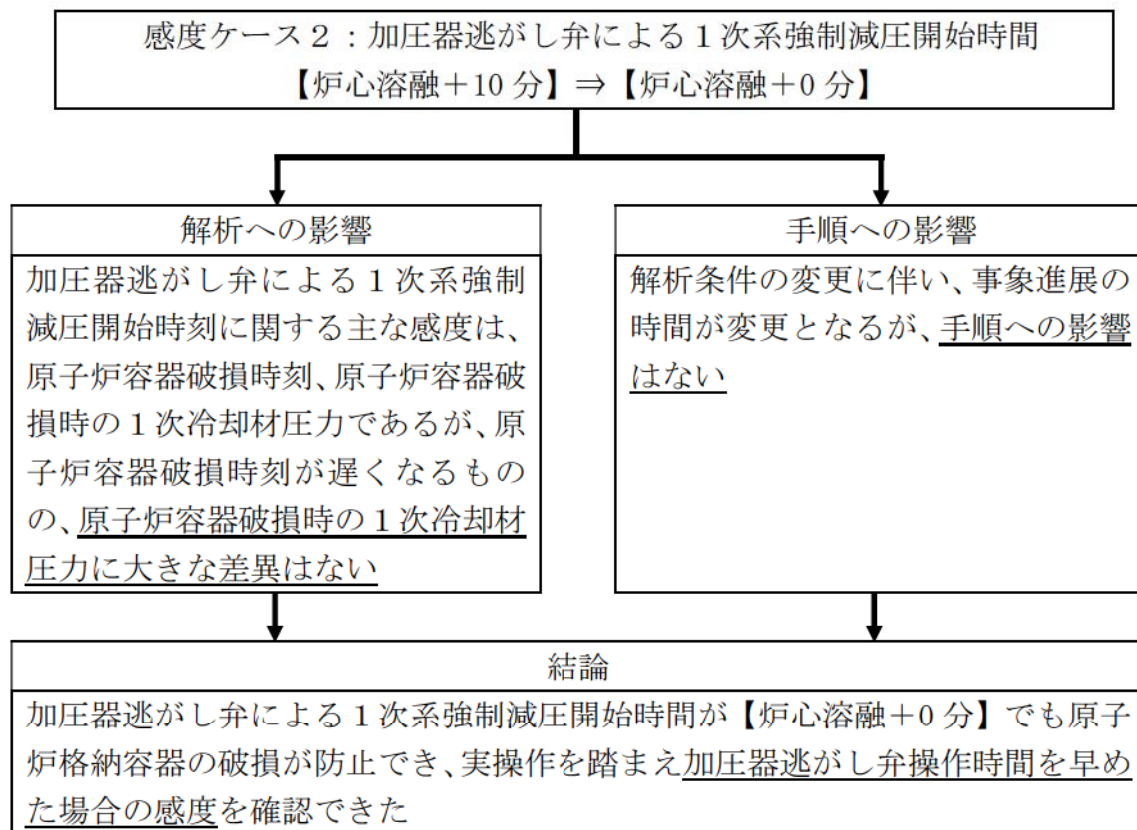 感度ケース２：加圧器逃がし弁による１次系強制減圧開始時間
【炉心溶融＋10 分】⇒【炉心溶融＋0 分】
解析への影響
加圧器逃がし弁による１次系強制
減圧開始時刻に関する主な感度は、
原子炉容器破損時刻、原子炉容器破
損時の１次冷却材圧力であるが、原
子炉容器破損時刻が遅くなるもの
の、原子炉容器破損時の１次冷却材
圧力に大きな差異はない
手順への影響
解析条件の変更に伴い、事象進展の
時間が変更となるが、手順への影響
はない
結論
加圧器逃がし弁による１次系強制減圧開始時間が【炉心溶融＋0 分】でも原子
炉格納容器の破損が防止でき、実操作を踏まえ加圧器逃がし弁操作時間を早め
た場合の感度を確認できた